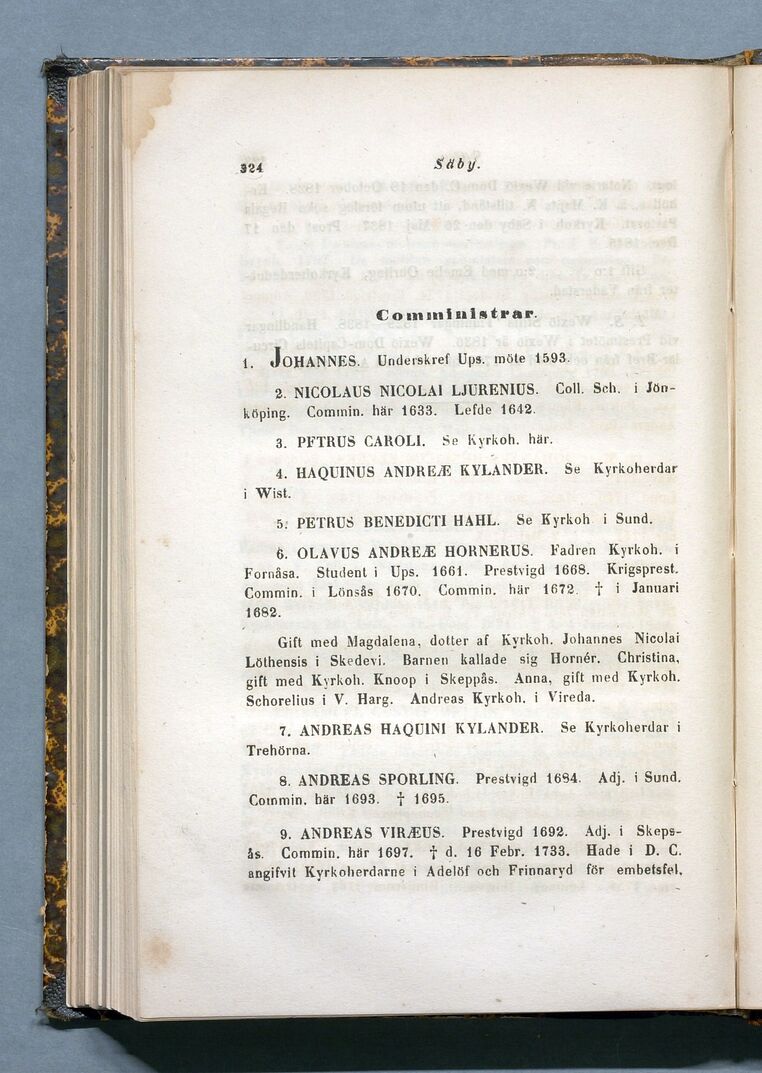 324 Säby.
Comministrar.
1. JOHANNES. Underskref Ups. möte 1593.
2. NICOLAUS NICOLAI LJURENIUS. Coll. Sch. i Jön-
köping. Commin. här 1633. Lefde 1642.
3. PFTRUS CAROLI. Se Kyrkoh. här.
4. HAQUINUS ANDREÆ KYLANDER. Se Kyrkoherdar
i Wist.
5. PETRUS BENEDICTI HAHL. Se Kyrkoh i Sund.
6. OLAVUS ANDREÆ HORNERUS. Fadren Kyrkoh. i
Fornåsa. Student i Ups. 1661. Prestvigd 1668. Krigsprest.
Commin. i Lönsås 1670. Commin. här 1672. † i Januari
1682.
Gift med Magdalena, dotter af Kyrkoh. Johannes Nicolai
Löthensis i Skedevi. Barnen kallade sig Hornér. Christina,
gift med Kyrkoh. Knoop i Skeppås. Anna, gift med Kyrkoh.
Schorelius i V. Harg. Andreas Kyrkoh. i Vireda.
7. ANDREAS HAQUINI KYLANDER. Se Kyrkoherdar i
Trehörna.
8. ANDREAS SPORLING. Prestvigd 1684. Adj. i Sund.
Commin. här 1693. † 1695.
9. ANDREAS VIRÆUS. Prestvigd 1692. Adj. i Skeps-
ås. Commin. här 1697. † d. 16 Febr. 1733. Hade i D. C.
angifvit Kyrkoherdarne i Adelöf och Frinnaryd för embetsfel,